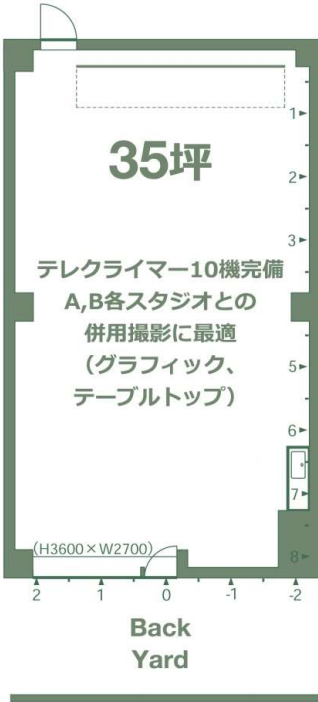 1
35坪
2
3
テレクライマー10機完備
A,B各スタジオとの
併用撮影に最適
(グラフィック、
テーブルトップ)
5
6
7
(H3600×W2700)
8
2 1 0 -1 -2
Back
Yard